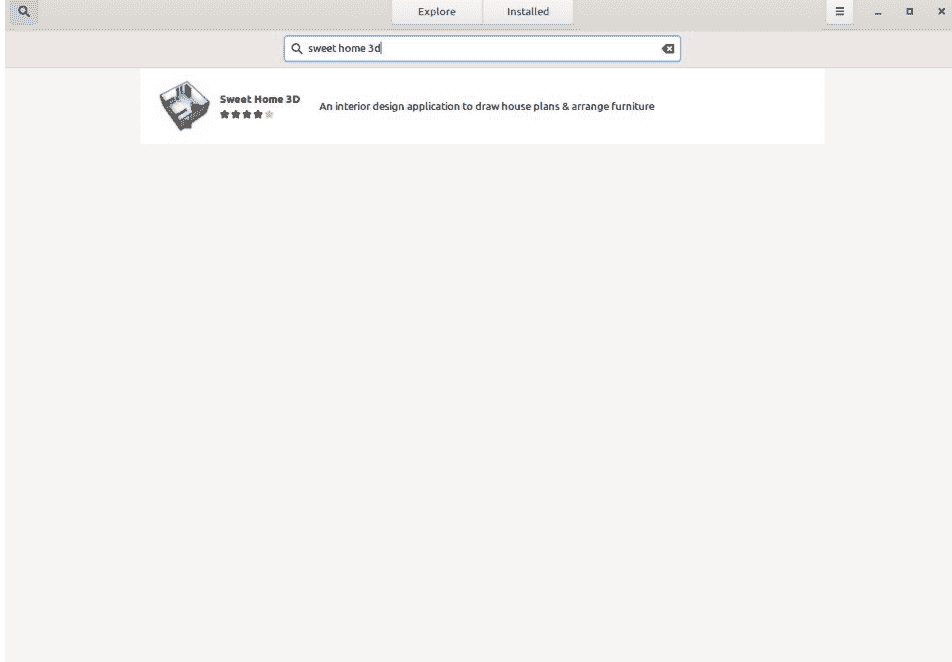 Explore Installed
sweet home 3d
Sweet Home 3D
An interior design application to draw house plans & arrange furniture